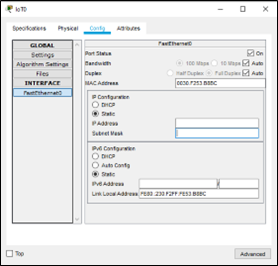 IoT0
Specifications Physical Config Attributes
GLOBAL
Settings
Algorithm Settings
Files
INTERFACE
FastEthernet0
FastEthernet0
Port Status On
Bandwidth 100 Mbps 10 Mbps Auto
Duplex Half Duplex Full Duplex Auto
MAC Address 0030.F253.B8BC
IP Configuration
DHCP
Static
IP Address
Subnet Mask
IPv6 Configuration
DHCP
Auto Config
Static
IPv6 Address /
Link Local Address: FE80::230:F2FF:FE53:B8BC
Top Advanced